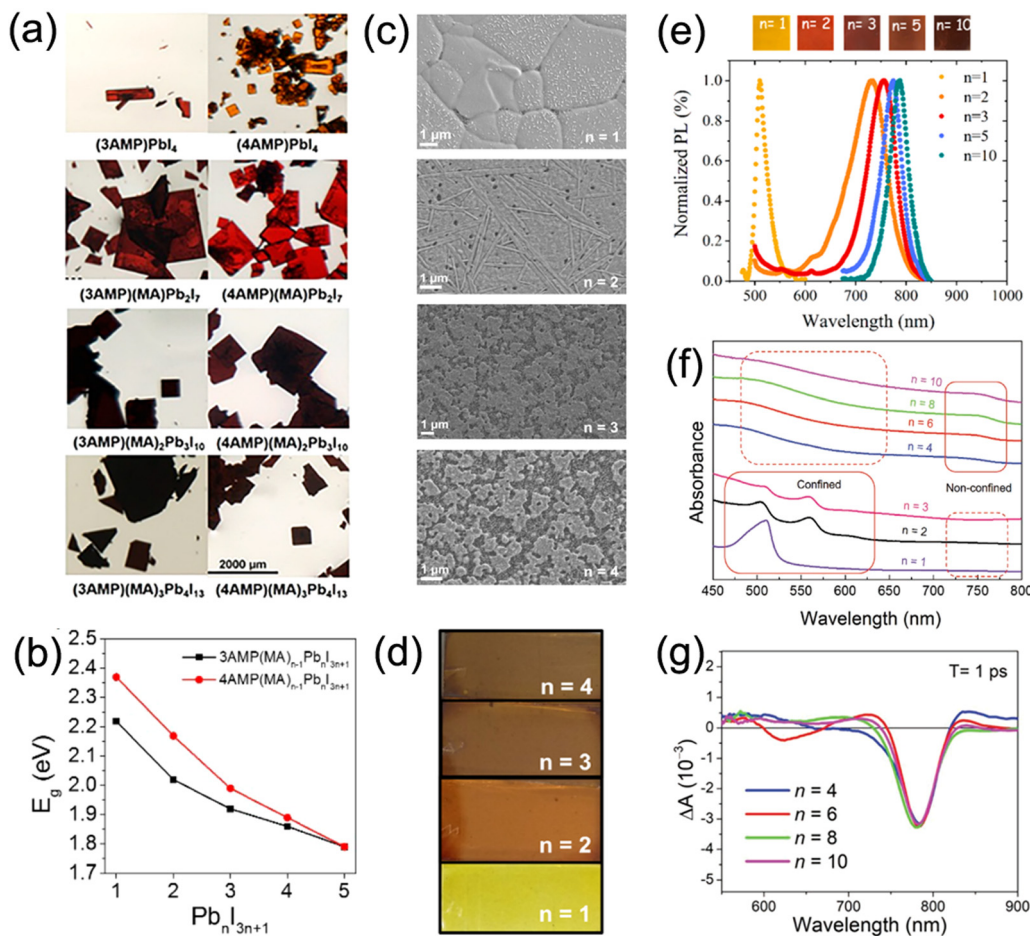 (a)
(3AMP)PbI₄ (4AMP)PbI₄
(3AMP)(MA)Pb₂I₇ (4AMP)(MA)Pb₂I₇
(3AMP)(MA)₂Pb₃I₁₀ (4AMP)(MA)₂Pb₃I₁₀
2000 µm
(3AMP)(MA)₃Pb₄I₁₃ (4AMP)(MA)₃Pb₄I₁₃
(b)
2.5
2.4
2.3
2.2
2.1
2.0
1.9
1.8
1.7
E_g (eV)
3AMP(MA)ₙ₋₁PbₙI₃ₙ₊₁
4AMP(MA)ₙ₋₁PbₙI₃ₙ₊₁
1 2 3 4 5
PbₙI₃ₙ₊₁
(c)
1 µm n = 1
1 µm n = 2
1 µm n = 3
1 µm n = 4
(d)
n = 4
n = 3
n = 2
n = 1
(e)
n= 1 n= 2 n= 3 n= 5 n= 10
Normalized PL (%)
1.0
0.8
0.6
0.4
0.2
0.0
n=1
n=2
n=3
n=5
n=10
500 600 700 800 900 1000
Wavelength (nm)
(f)
Absorbance
n = 10
n = 8
n = 6
n = 4
Confined Non-confined
n = 3
n = 2
n = 1
450 500 550 600 650 700 750 800
Wavelength (nm)
(g)
T= 1 ps
ΔA (10⁻³)
1
0
-1
-2
-3
-4
-5
n = 4
n = 6
n = 8
n = 10
600 700 800 900
Wavelength (nm)